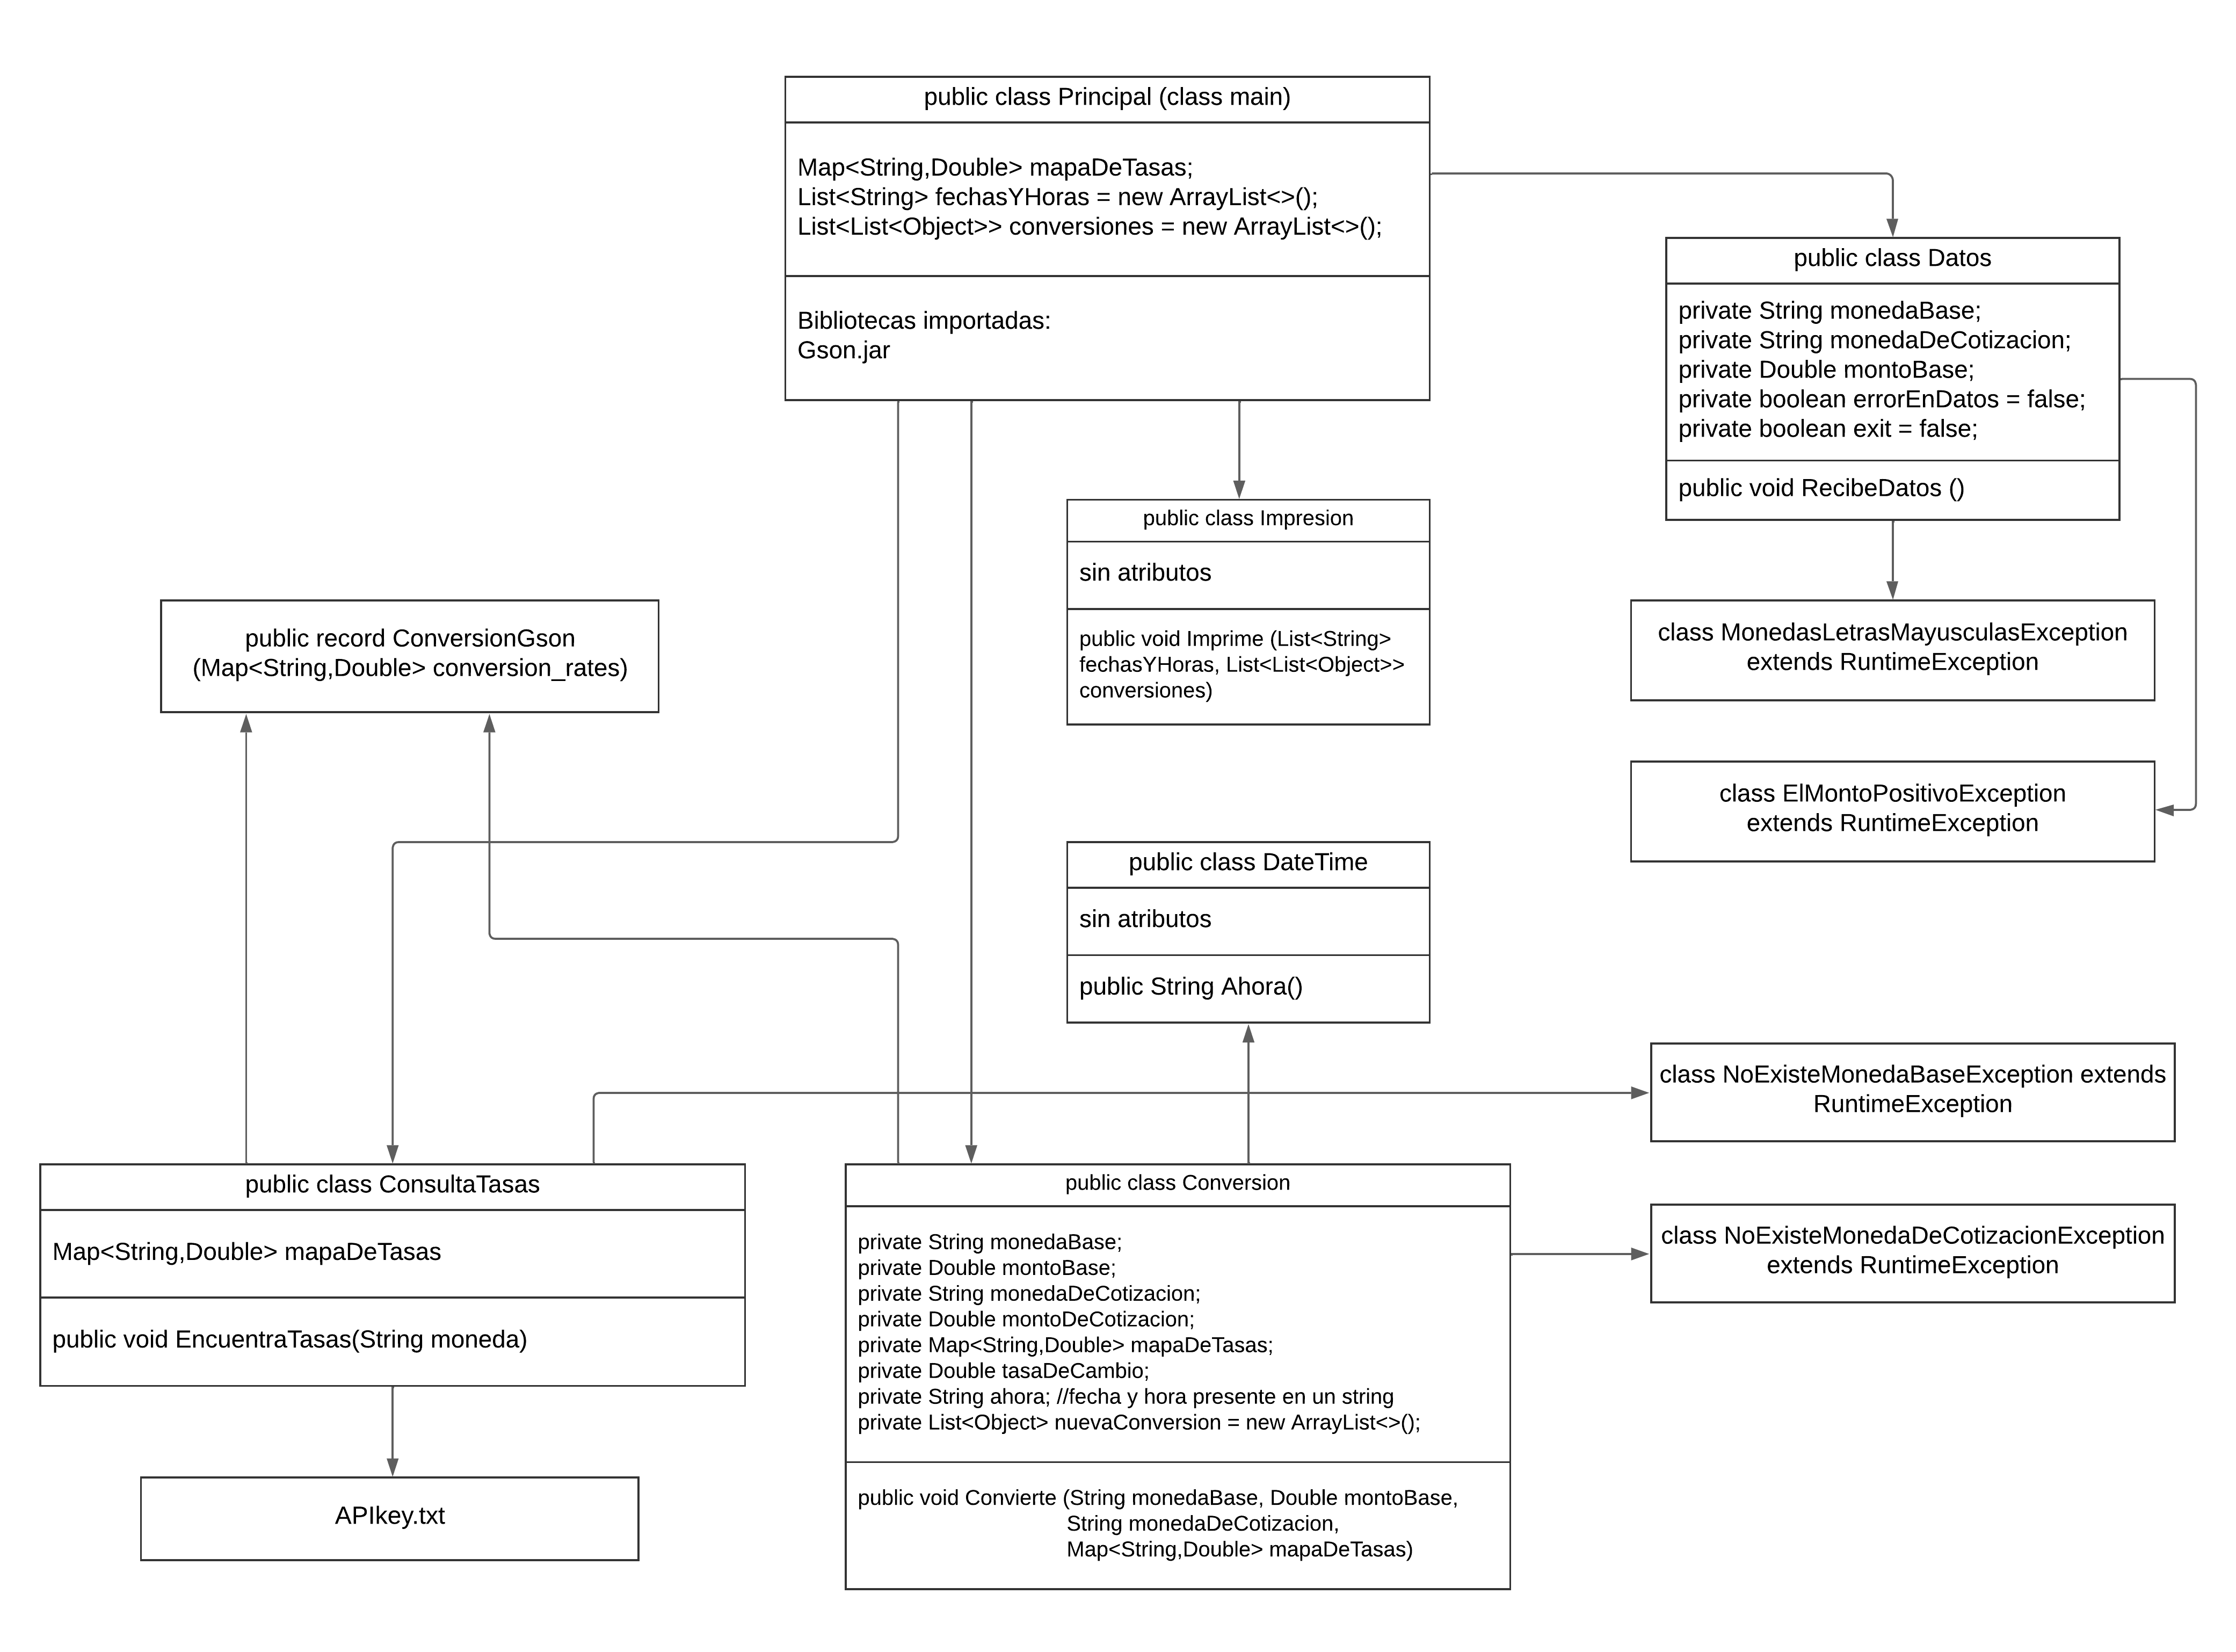 public class Principal (class main)
Map<String,Double> mapaDeTasas;
List<String> fechasYHoras = new ArrayList<>();
List<List<Object>> conversiones = new ArrayList<>();
Bibliotecas importadas:
Gson.jar
public class Datos
private String monedaBase;
private String monedaDeCotizacion;
private Double montoBase;
private boolean errorEnDatos = false;
private boolean exit = false;
public void RecibeDatos ()
public class Impresion
sin atributos
public void Imprime (List<String>
fechasYHoras, List<List<Object>>
conversiones)
public record ConversionGson
(Map<String,Double> conversion_rates)
class MonedasLetrasMayusculasException
extends RuntimeException
class ElMontoPositivoException
extends RuntimeException
public class DateTime
sin atributos
public String Ahora()
class NoExisteMonedaBaseException extends
RuntimeException
public class ConsultaTasas
Map<String,Double> mapaDeTasas
public void EncuentraTasas(String moneda)
public class Conversion
private String monedaBase;
private Double montoBase;
private String monedaDeCotizacion;
private Double montoDeCotizacion;
private Map<String,Double> mapaDeTasas;
private Double tasaDeCambio;
private String ahora; //fecha y hora presente en un string
private List<Object> nuevaConversion = new ArrayList<>();
public void Convierte (String monedaBase, Double montoBase,
String monedaDeCotizacion,
Map<String,Double> mapaDeTasas)
class NoExisteMonedaDeCotizacionException
extends RuntimeException
APIkey.txt